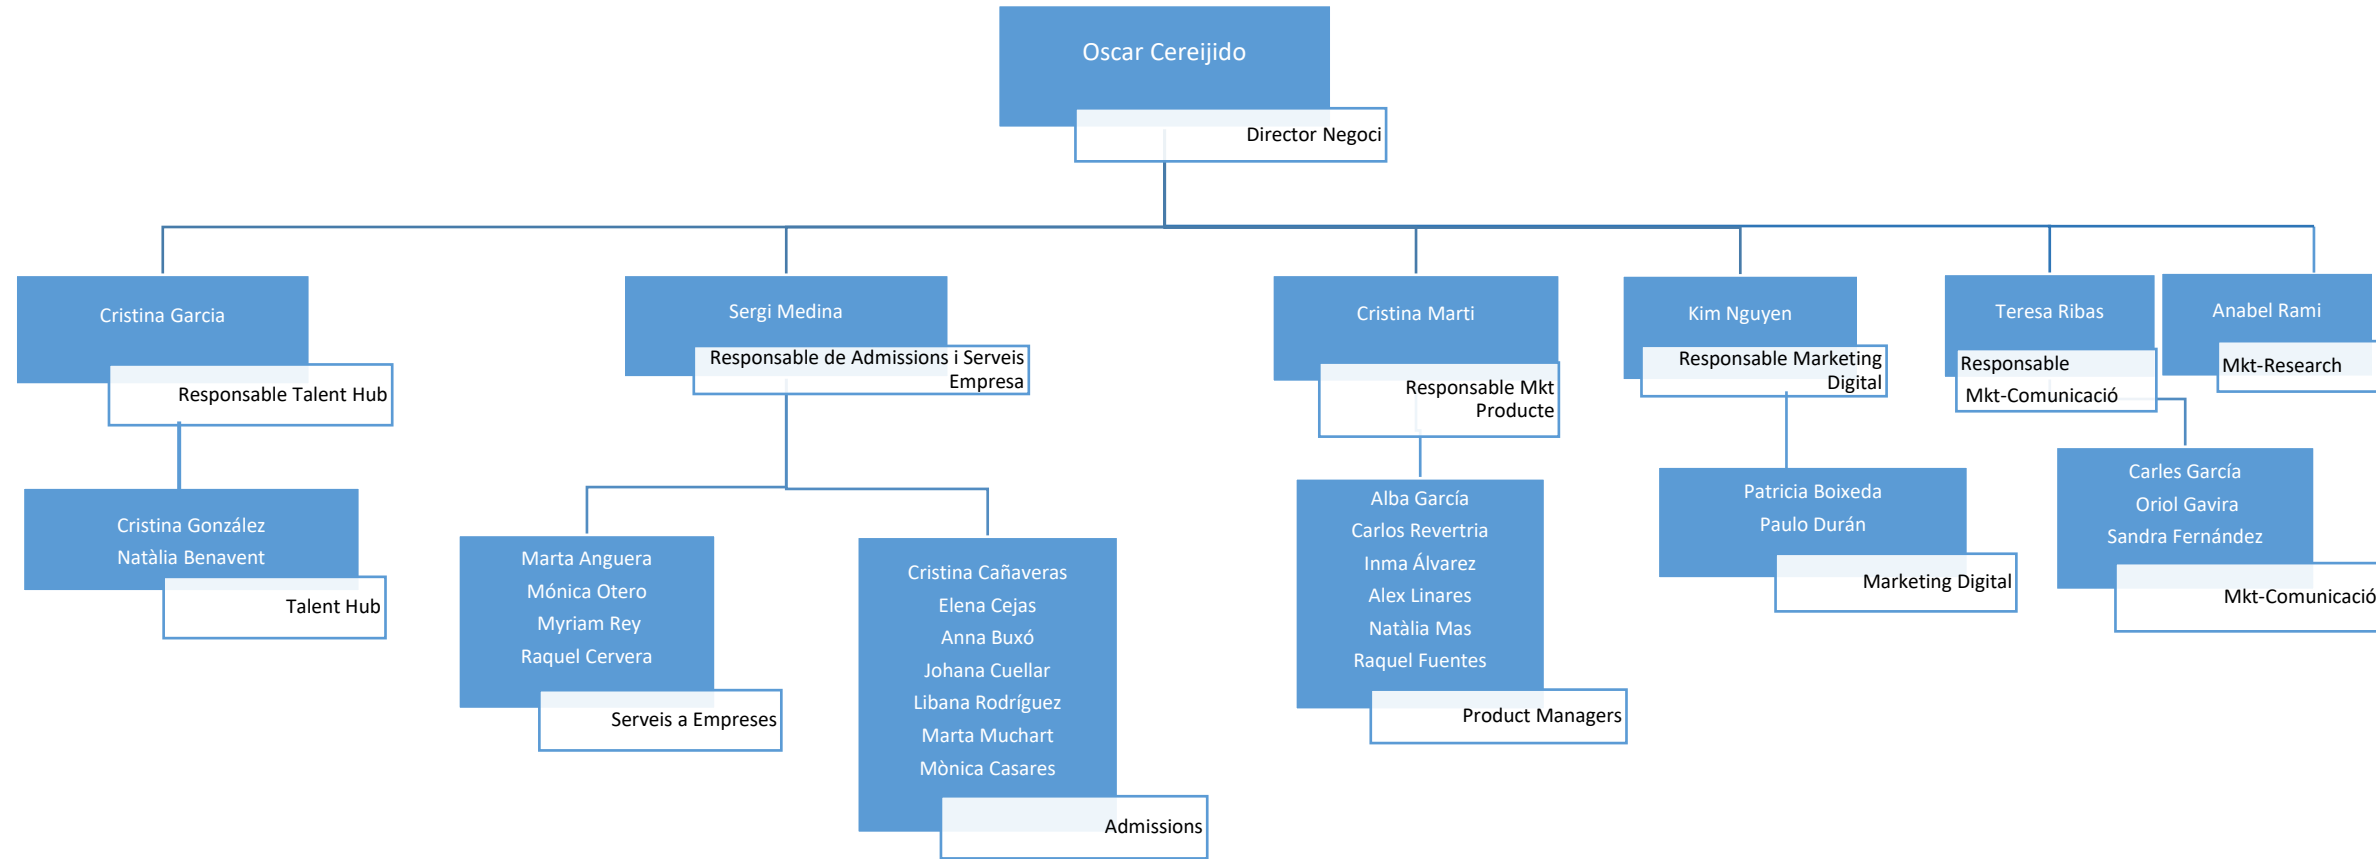 Oscar Cereijido
Director Negoci
Cristina Garcia
Responsable Talent Hub
Sergi Medina
Responsable de Admissions i Serveis
Empresa
Cristina Marti
Responsable Mkt
Producte
Kim Nguyen
Responsable Marketing
Digital
Teresa Ribas
Responsable
Mkt-Comunicació
Anabel Rami
Mkt-Research
Cristina González
Natàlia Benavent
Talent Hub
Marta Anguera
Mónica Otero
Myriam Rey
Raquel Cervera
Serveis a Empreses
Cristina Cañaveras
Elena Cejas
Anna Buxó
Johana Cuellar
Libana Rodríguez
Marta Muchart
Mònica Casares
Admissions
Alba García
Carlos Revertria
Inma Álvarez
Alex Linares
Natàlia Mas
Raquel Fuentes
Product Managers
Patricia Boixeda
Paulo Durán
Marketing Digital
Carles García
Oriol Gavira
Sandra Fernández
Mkt-Comunicació